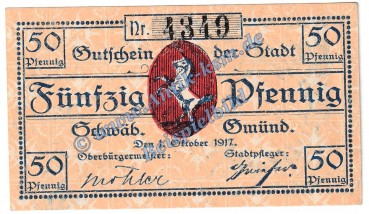 Nr. 4349
50 Pfennig
Gutschein der Stadt
50 Pfennig
Fünfzig Pfennig
Schwäb. Gmünd.
Den 1. Oktober 1917.
Oberbürgermeister: Stadtpfleger:
50 Pfennig
Möhler
50 Pfennig